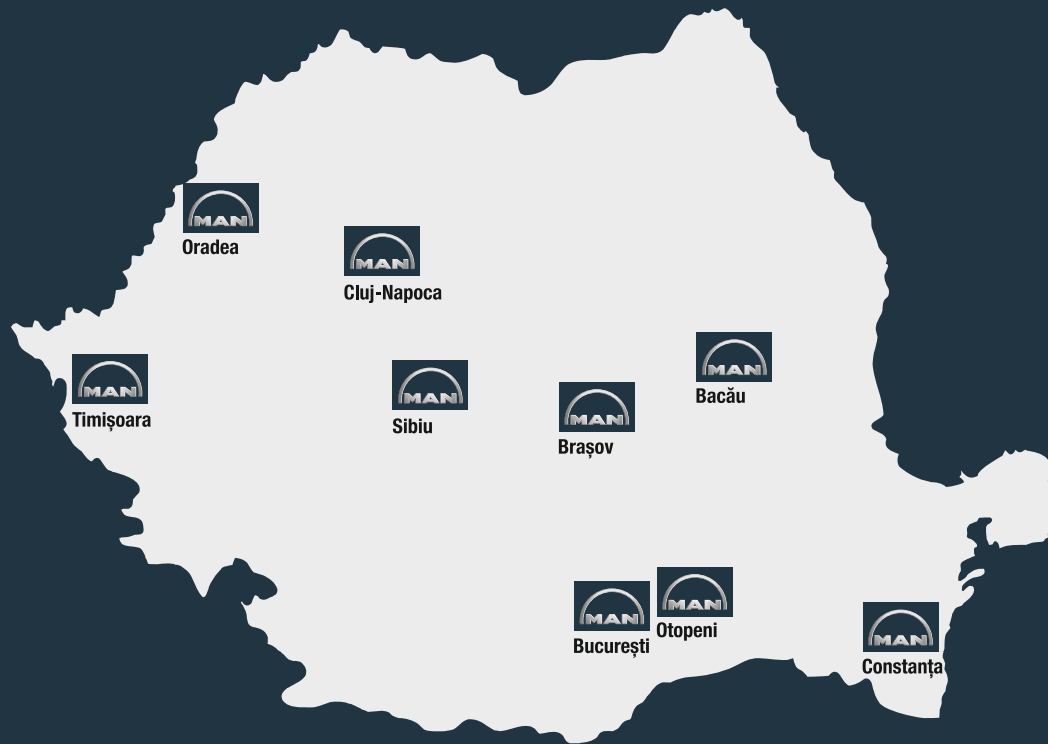 MAN
Oradea
MAN
Cluj-Napoca
MAN
Timișoara
MAN
Sibiu
MAN
Brașov
MAN
Bacău
MAN
București
MAN
Otopeni
MAN
Constanța